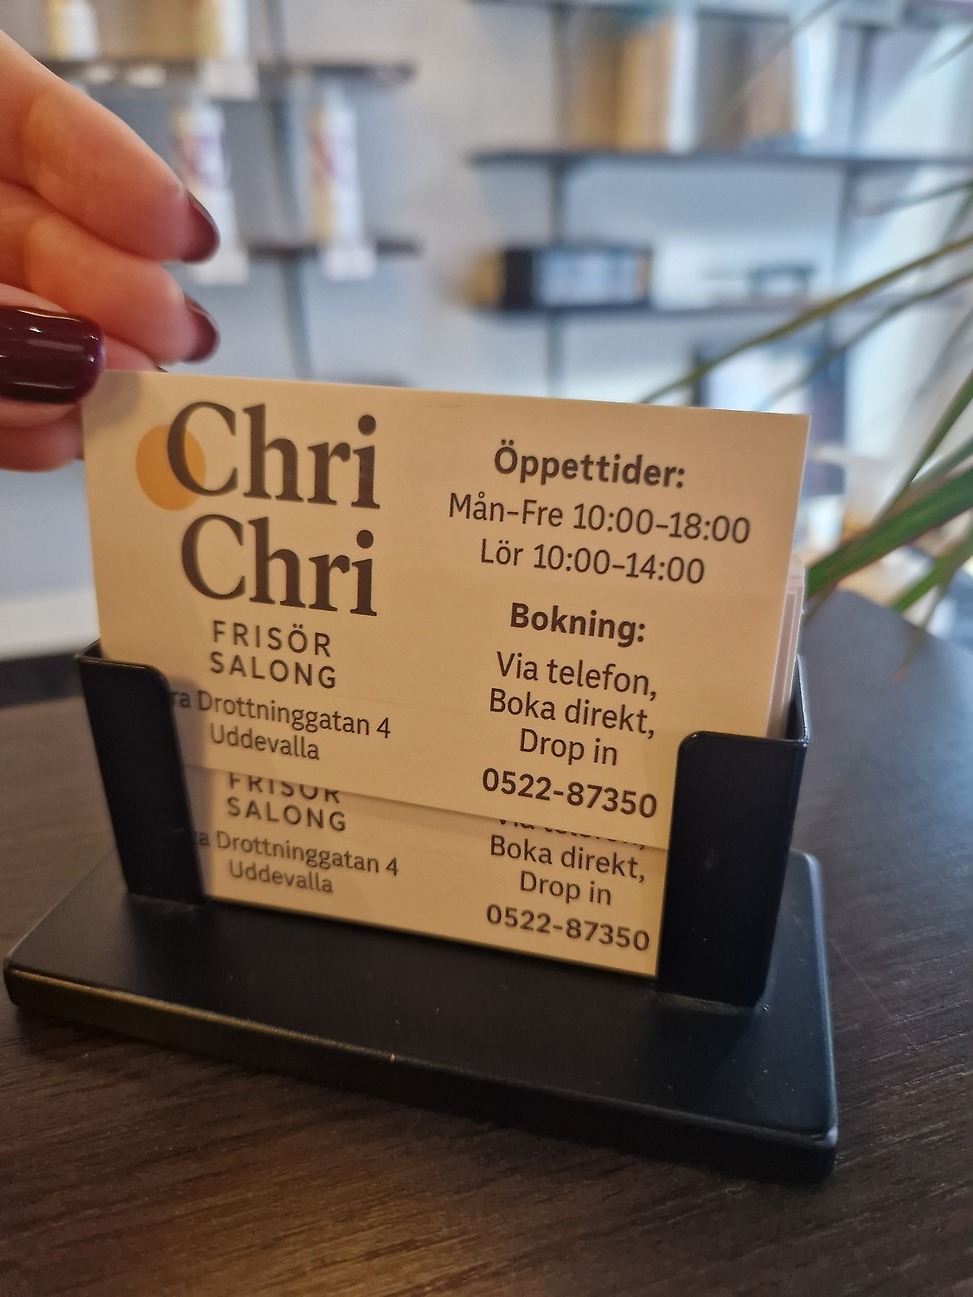 Chri
Chri
FRISÖR
SALONG
Drottninggatan 4
Uddevalla
Öppettider:
Mån-Fre 10:00-18:00
Lör 10:00-14:00
Bokning:
Via telefon,
Boka direkt,
Drop in
0522-87350
FRISÖR
SALONG
Drottninggatan 4
Uddevalla
Via telefon,
Boka direkt,
Drop in
0522-87350